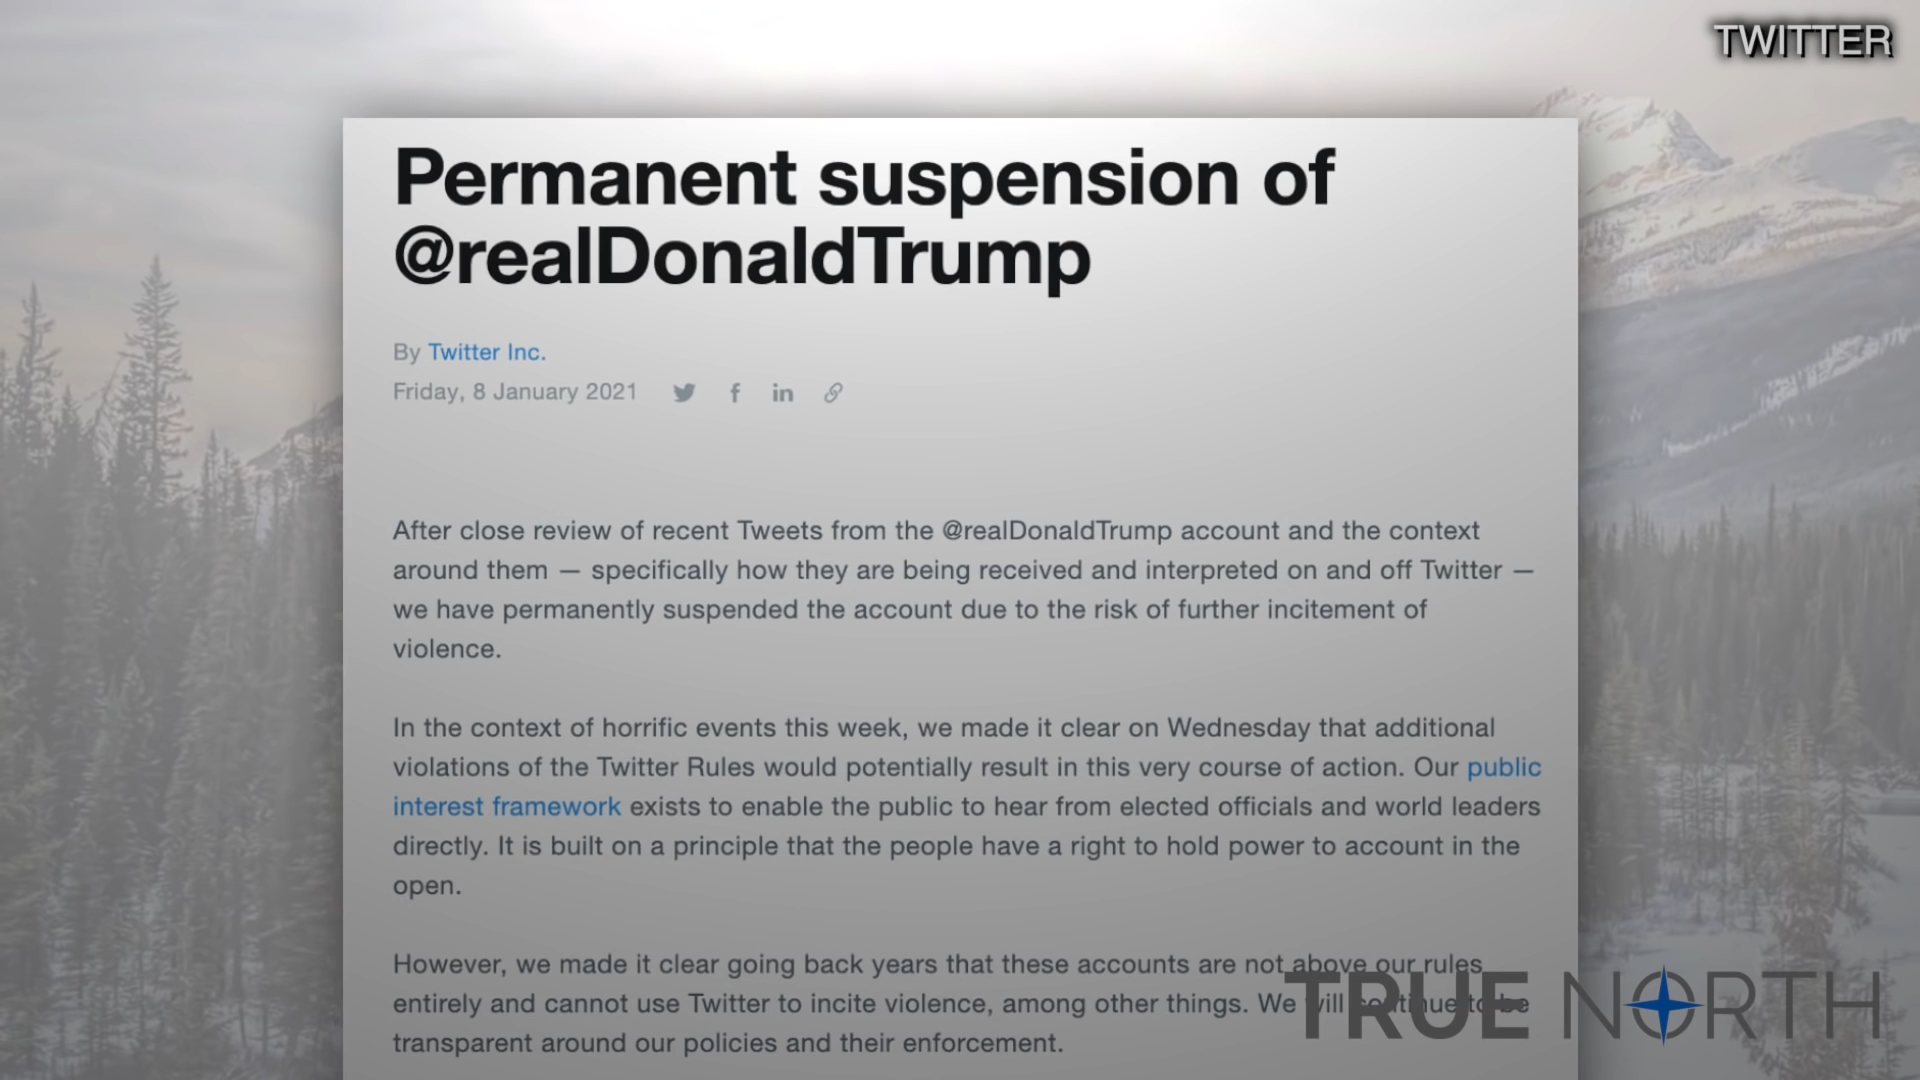 TWITTER
Permanent suspension of
@realDonaldTrump
By Twitter Inc.
Friday, 8 January 2021
After close review of recent Tweets from the @realDonaldTrump account and the context
around them — specifically how they are being received and interpreted on and off Twitter —
we have permanently suspended the account due to the risk of further incitement of
violence.
In the context of horrific events this week, we made it clear on Wednesday that additional
violations of the Twitter Rules would potentially result in this very course of action. Our public
interest framework exists to enable the public to hear from elected officials and world leaders
directly. It is built on a principle that the people have a right to hold power to account in the
open.
However, we made it clear going back years that these accounts are not above our rules
entirely and cannot use Twitter to incite violence, among other things. We will continue to be
transparent around our policies and their enforcement.
TRUE NORTH